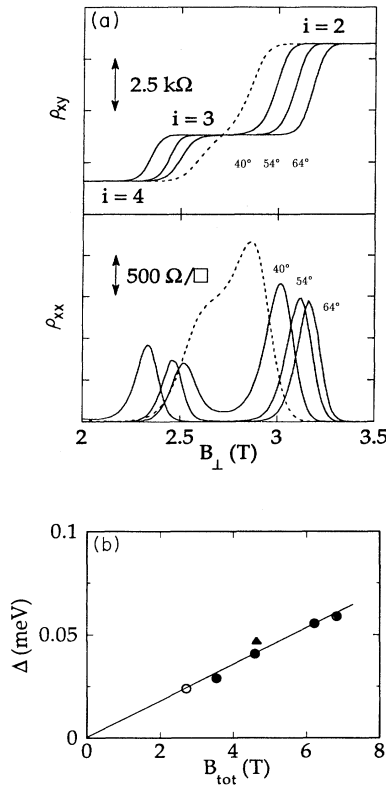 (a)
i=2
2.5 kΩ
ρxy
i=3
40° 54° 64°
i=4
500 Ω/□
40°
54°
64°
ρxx
2 2.5 3 3.5
B⊥ (T)
(b)
0.1
0.05
0
Δ (meV)
0 2 4 6 8
Btot (T)